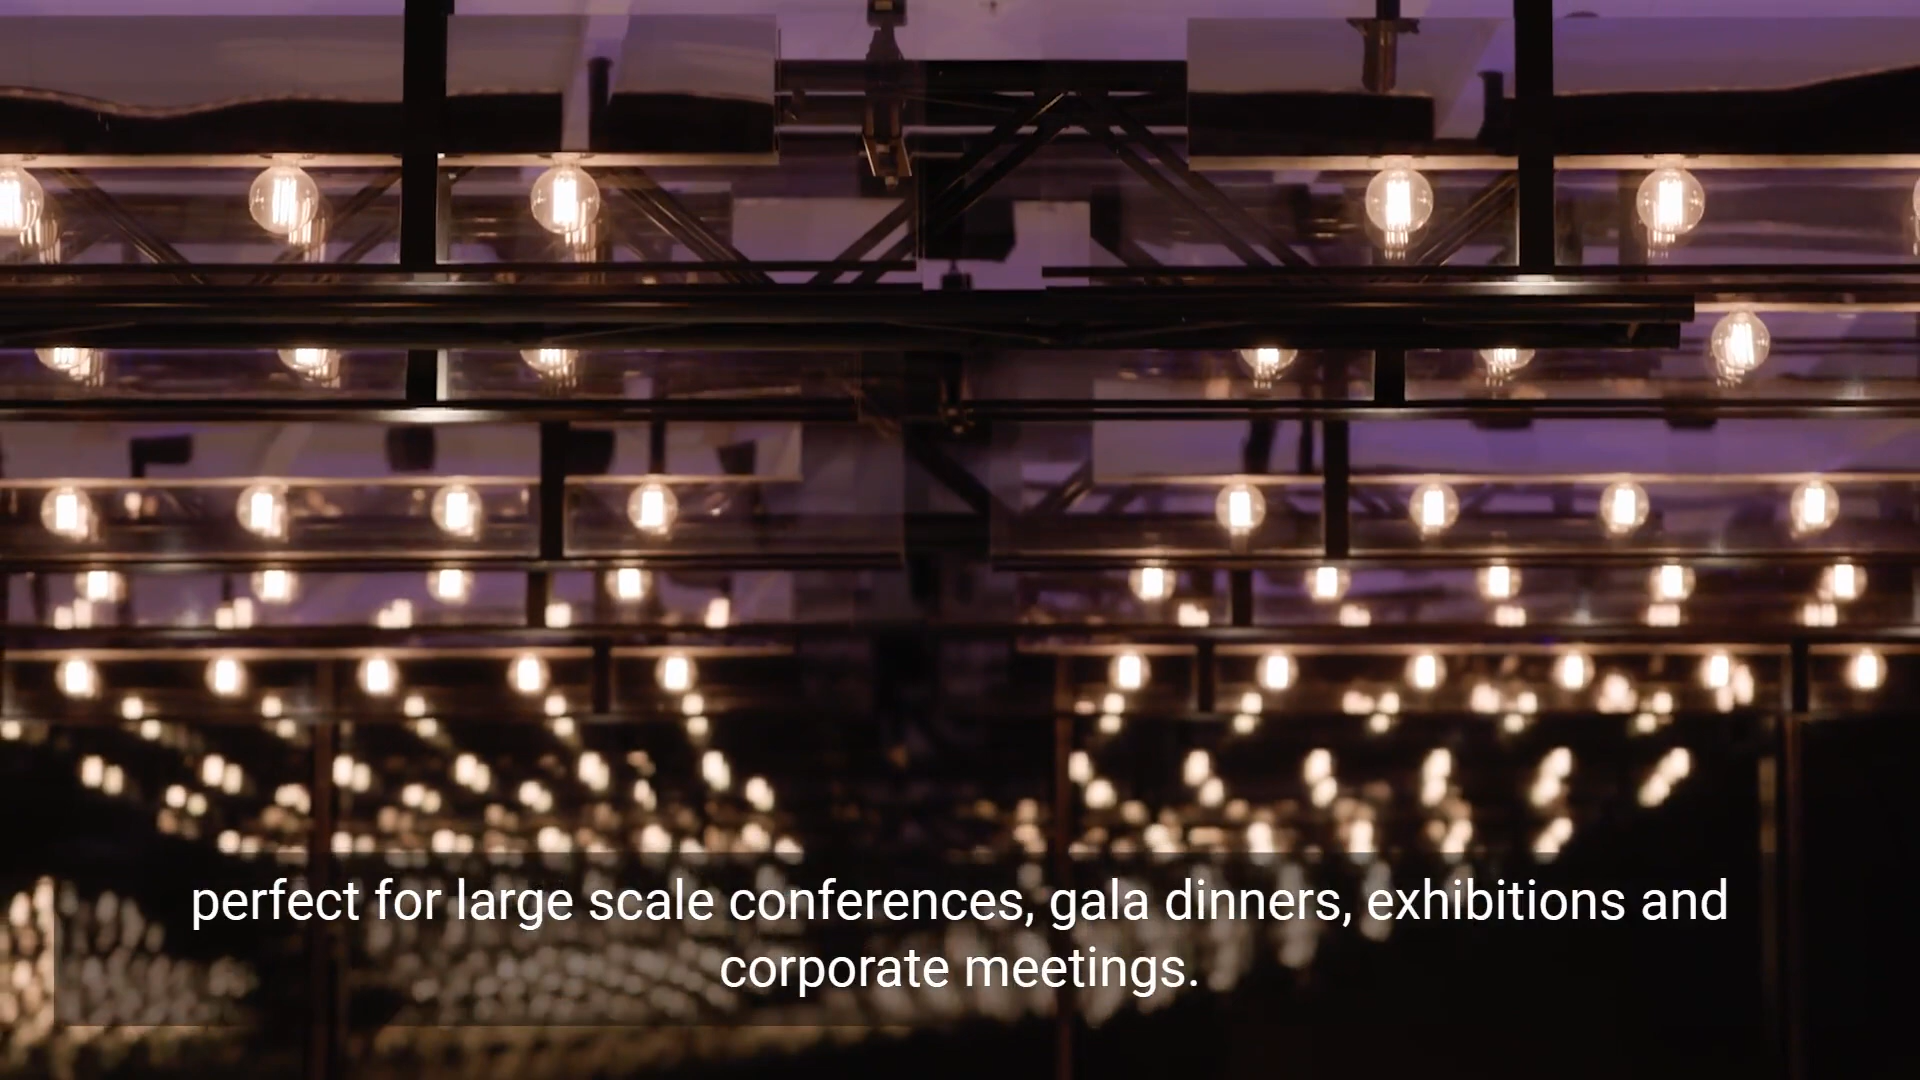 perfect for large scale conferences, gala dinners, exhibitions and
corporate meetings.